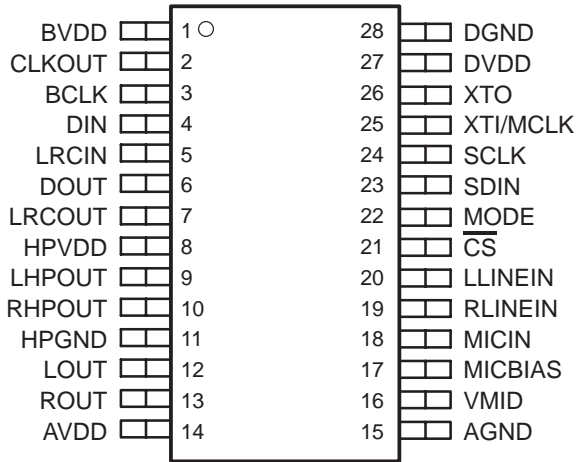 BVDD 1 28 DGND
CLKOUT 2 27 DVDD
BCLK 3 26 XTO
DIN 4 25 XTI/MCLK
LRCIN 5 24 SCLK
DOUT 6 23 SDIN
LRCOUT 7 22 MODE
HPVDD 8 21 C̅S̅
LHPOUT 9 20 LLINEIN
RHPOUT 10 19 RLINEIN
HPGND 11 18 MICIN
LOUT 12 17 MICBIAS
ROUT 13 16 VMID
AVDD 14 15 AGND